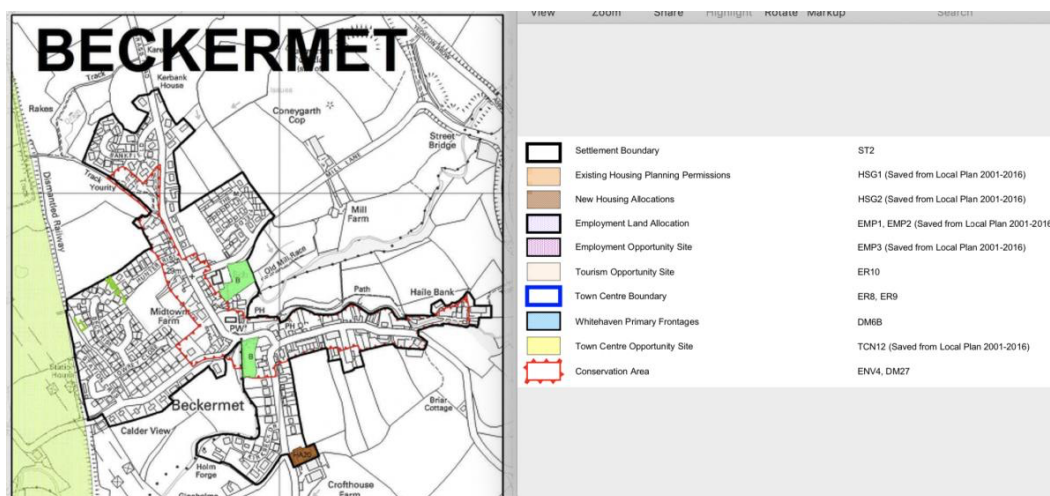 View Zoom Share Highlight Rotate Markup Search
BECKERMET
Kerbank
House
Track
Rakes
Coneygarth
Cop
Street
Bridge
MILL LANE
Track
Dismantled Railway
Mill
Farm
Old Mill Race
29m
B
Path
Haile Bank
Midtown
Farm
PH
PW
PH
B
Beckermet
Briar
Cottage
Calder View
HA20
Holm
Forge
Crofthouse
Farm
Settlement Boundary ST2
Existing Housing Planning Permissions HSG1 (Saved from Local Plan 2001-2016)
New Housing Allocations HSG2 (Saved from Local Plan 2001-2016)
Employment Land Allocation EMP1, EMP2 (Saved from Local Plan 2001-2016
Employment Opportunity Site EMP3 (Saved from Local Plan 2001-2016)
Tourism Opportunity Site ER10
Town Centre Boundary ER8, ER9
Whitehaven Primary Frontages DM6B
Town Centre Opportunity Site TCN12 (Saved from Local Plan 2001-2016)
Conservation Area ENV4, DM27